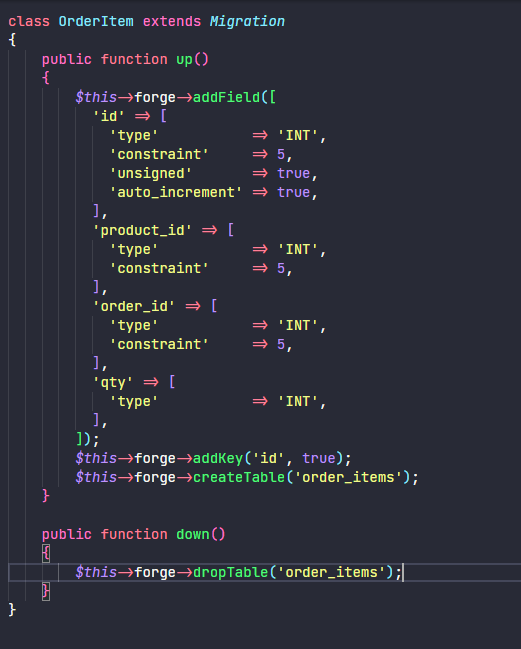 class OrderItem extends Migration
{
    public function up()
    {
        $this->forge->addField([
          'id' => [
            'type'           => 'INT',
            'constraint'     => 5,
            'unsigned'       => true,
            'auto_increment' => true,
          ],
          'product_id' => [
            'type'           => 'INT',
            'constraint'     => 5,
          ],
          'order_id' => [
            'type'           => 'INT',
            'constraint'     => 5,
          ],
          'qty' => [
            'type'           => 'INT',
          ],
        ]);
        $this->forge->addKey('id', true);
        $this->forge->createTable('order_items');
    }

    public function down()
    {
        $this->forge->dropTable('order_items');
    }
}